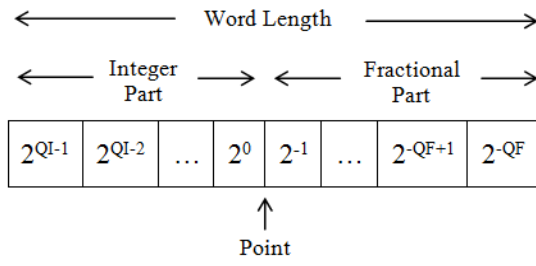 Word Length
Integer Part
Fractional Part
2^QI-1 2^QI-2 … 2^0 2^-1 … 2^-QF+1 2^-QF
Point